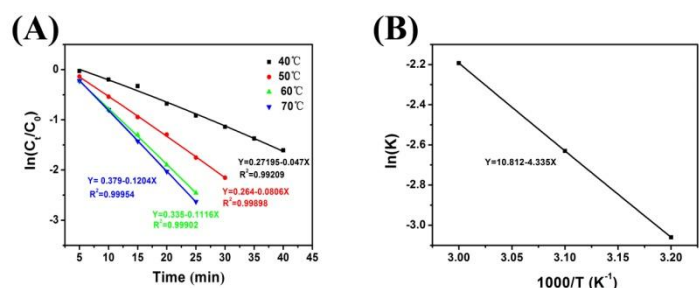 (A)
0
-1
-2
-3
5 10 15 20 25 30 35 40 45
ln(Ct/C0)
Time (min)
40℃
50℃
60℃
70℃
Y=0.27195-0.047X
R²=0.99209
Y= 0.379-0.1204X
R²=0.99954
Y=0.264-0.0806X
R²=0.99898
Y=0.335-0.1116X
R²=0.99902
(B)
-2.0
-2.2
-2.4
-2.6
-2.8
-3.0
3.00 3.05 3.10 3.15 3.20
ln(K)
1000/T (K⁻¹)
Y=10.812-4.335X